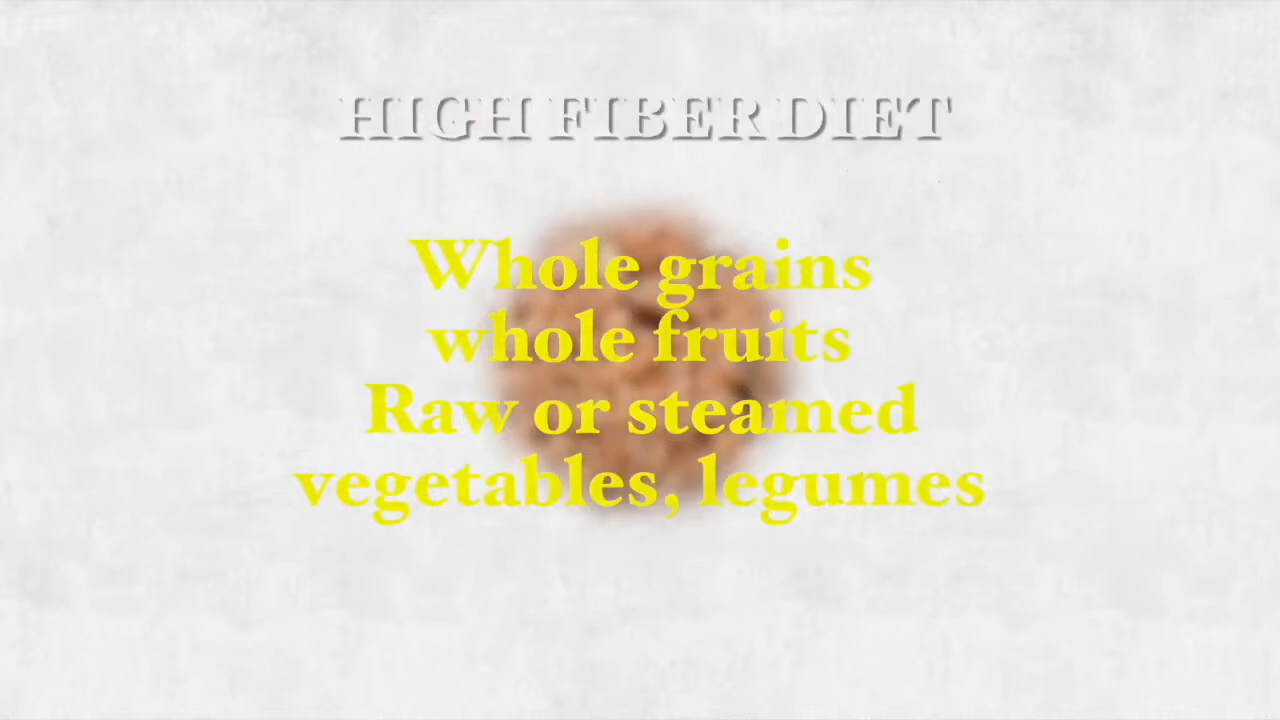 HIGH FIBER DIET
Whole grains
whole fruits
Raw or steamed
vegetables, legumes